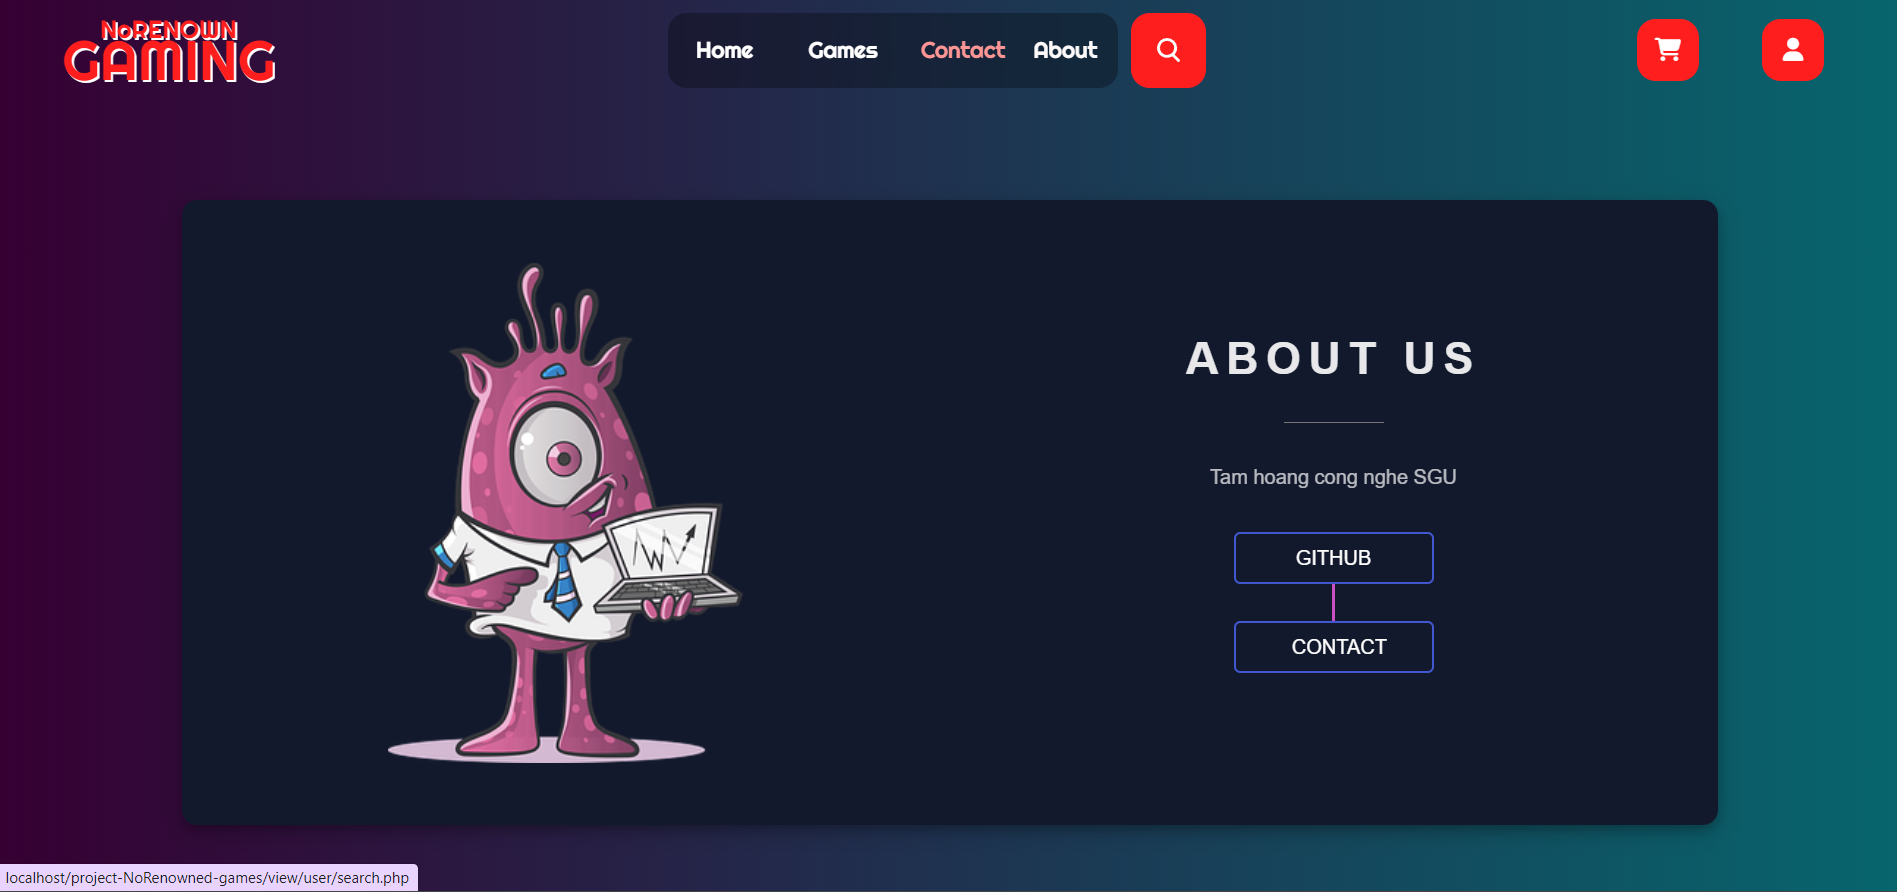 NoRENOWN
GAMING
Home Games Contact About
ABOUT US
Tam hoang cong nghe SGU
GITHUB
CONTACT
localhost/project-NoRenowned-games/view/user/search.php